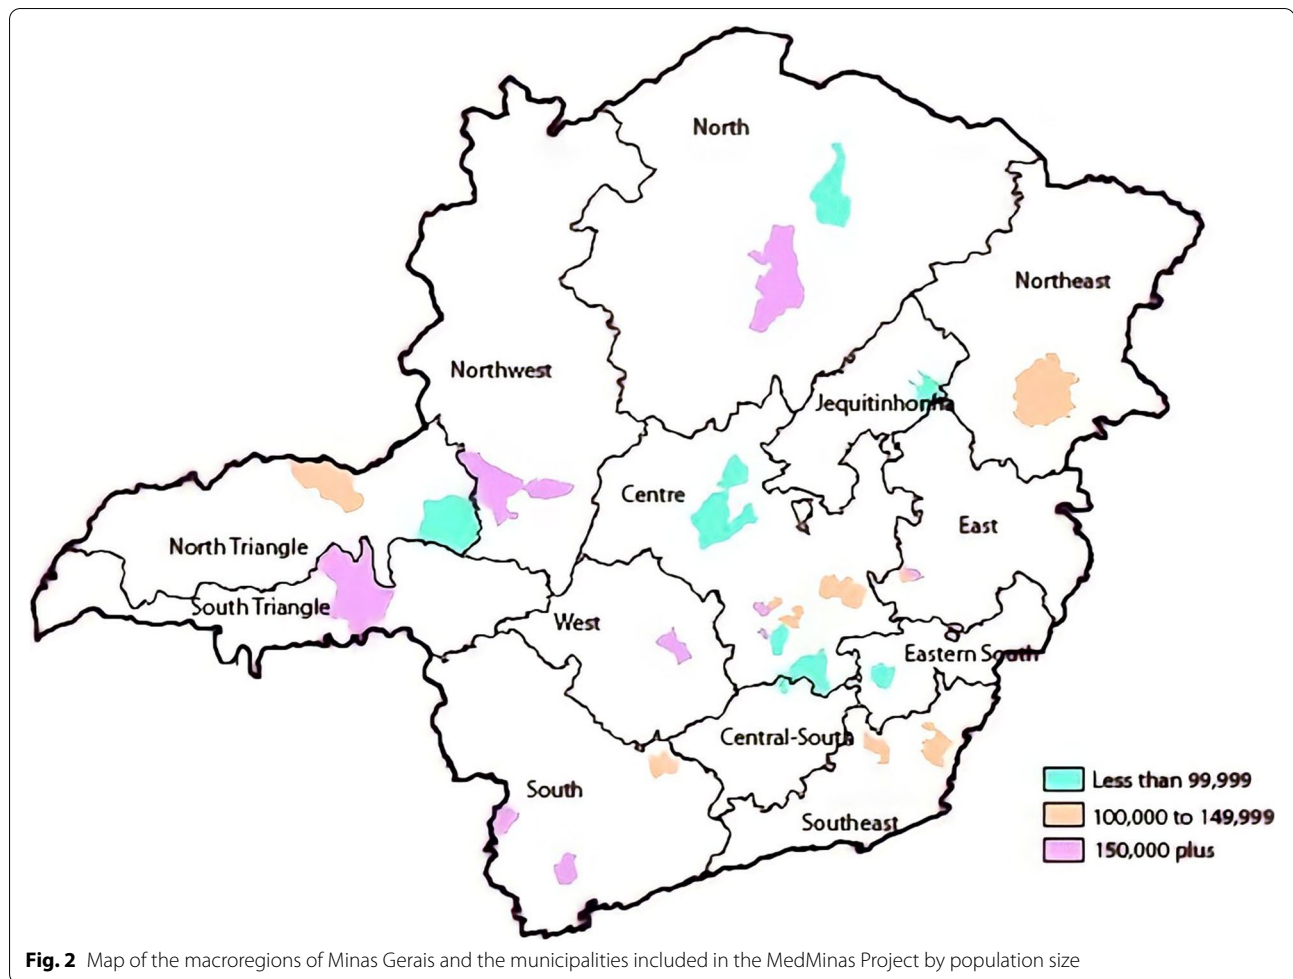 North
Northeast
Northwest
Jequitinhonha
Centre
East
North Triangle
South Triangle
West
Eastern South
Central-South
South
Southeast
Less than 99,999
100,000 to 149,999
150,000 plus
Fig. 2 Map of the macroregions of Minas Gerais and the municipalities included in the MedMinas Project by population size